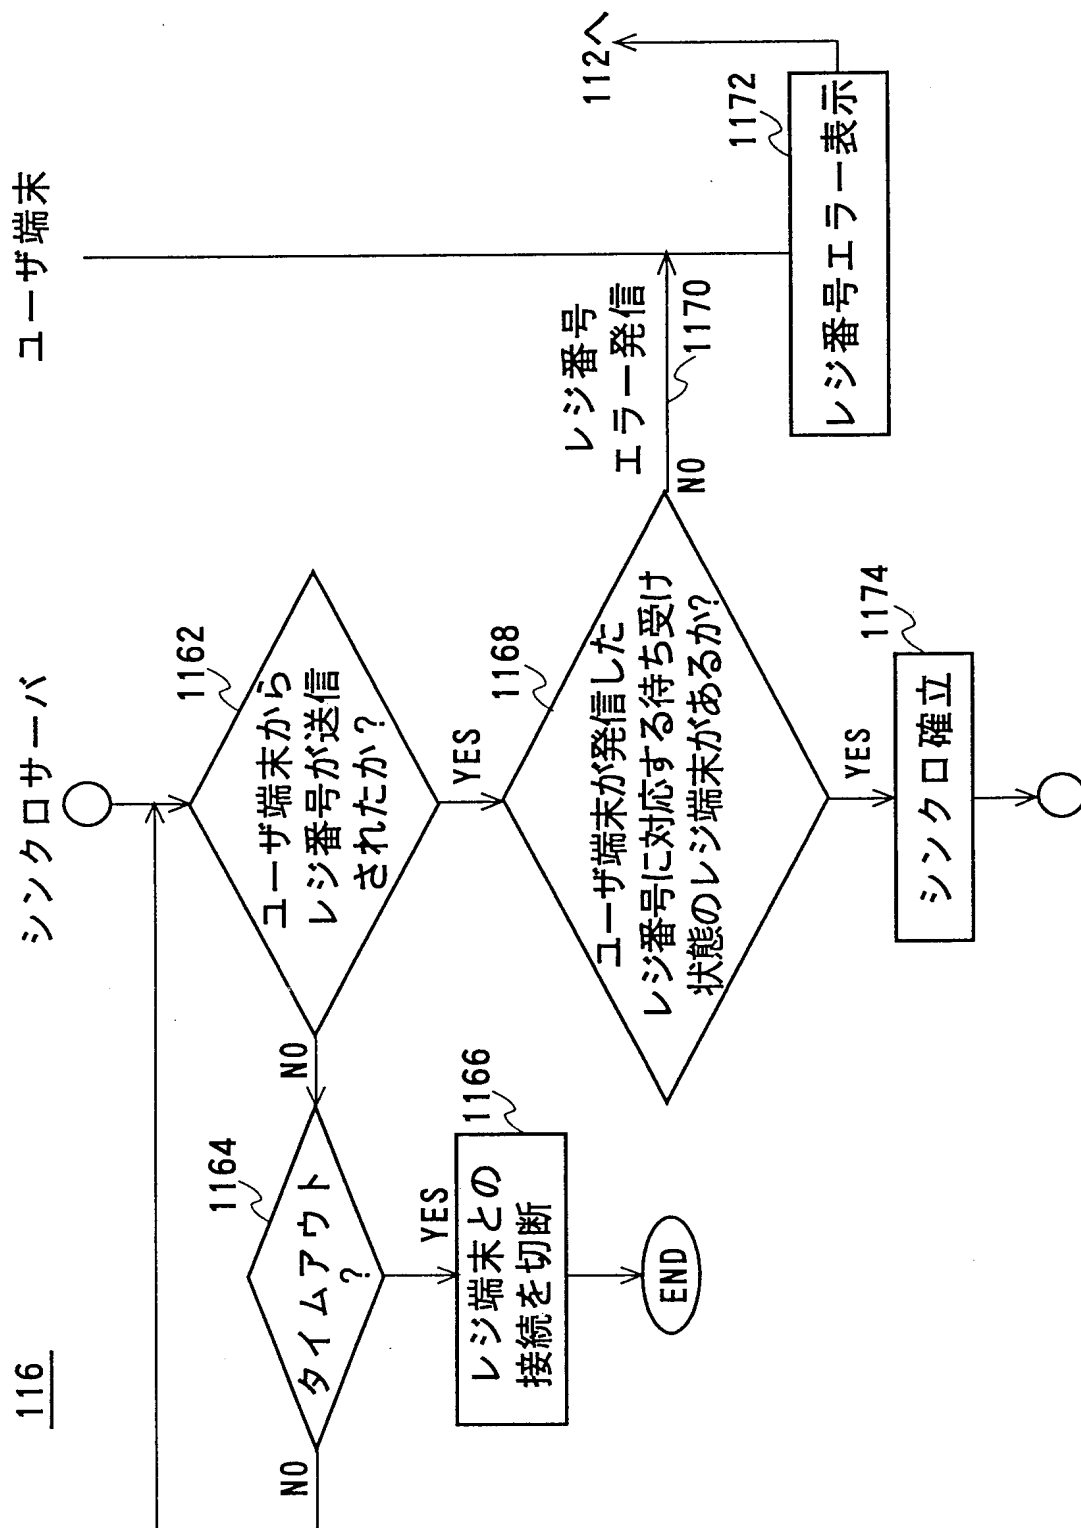 116
シンクロサーバ
ユーザ端末
1162
ユーザ端末から
レジ番号が送信
されたか？
NO
YES
1164
タイムアウト
？
NO
YES
1166
レジ端末との
接続を切断
END
1168
ユーザ端末が発信した
レジ番号に対応する待ち受け
状態のレジ端末があるか？
NO
YES
レジ番号
エラー発信
1170
1172
レジ番号エラー表示
112へ
1174
シンクロ確立